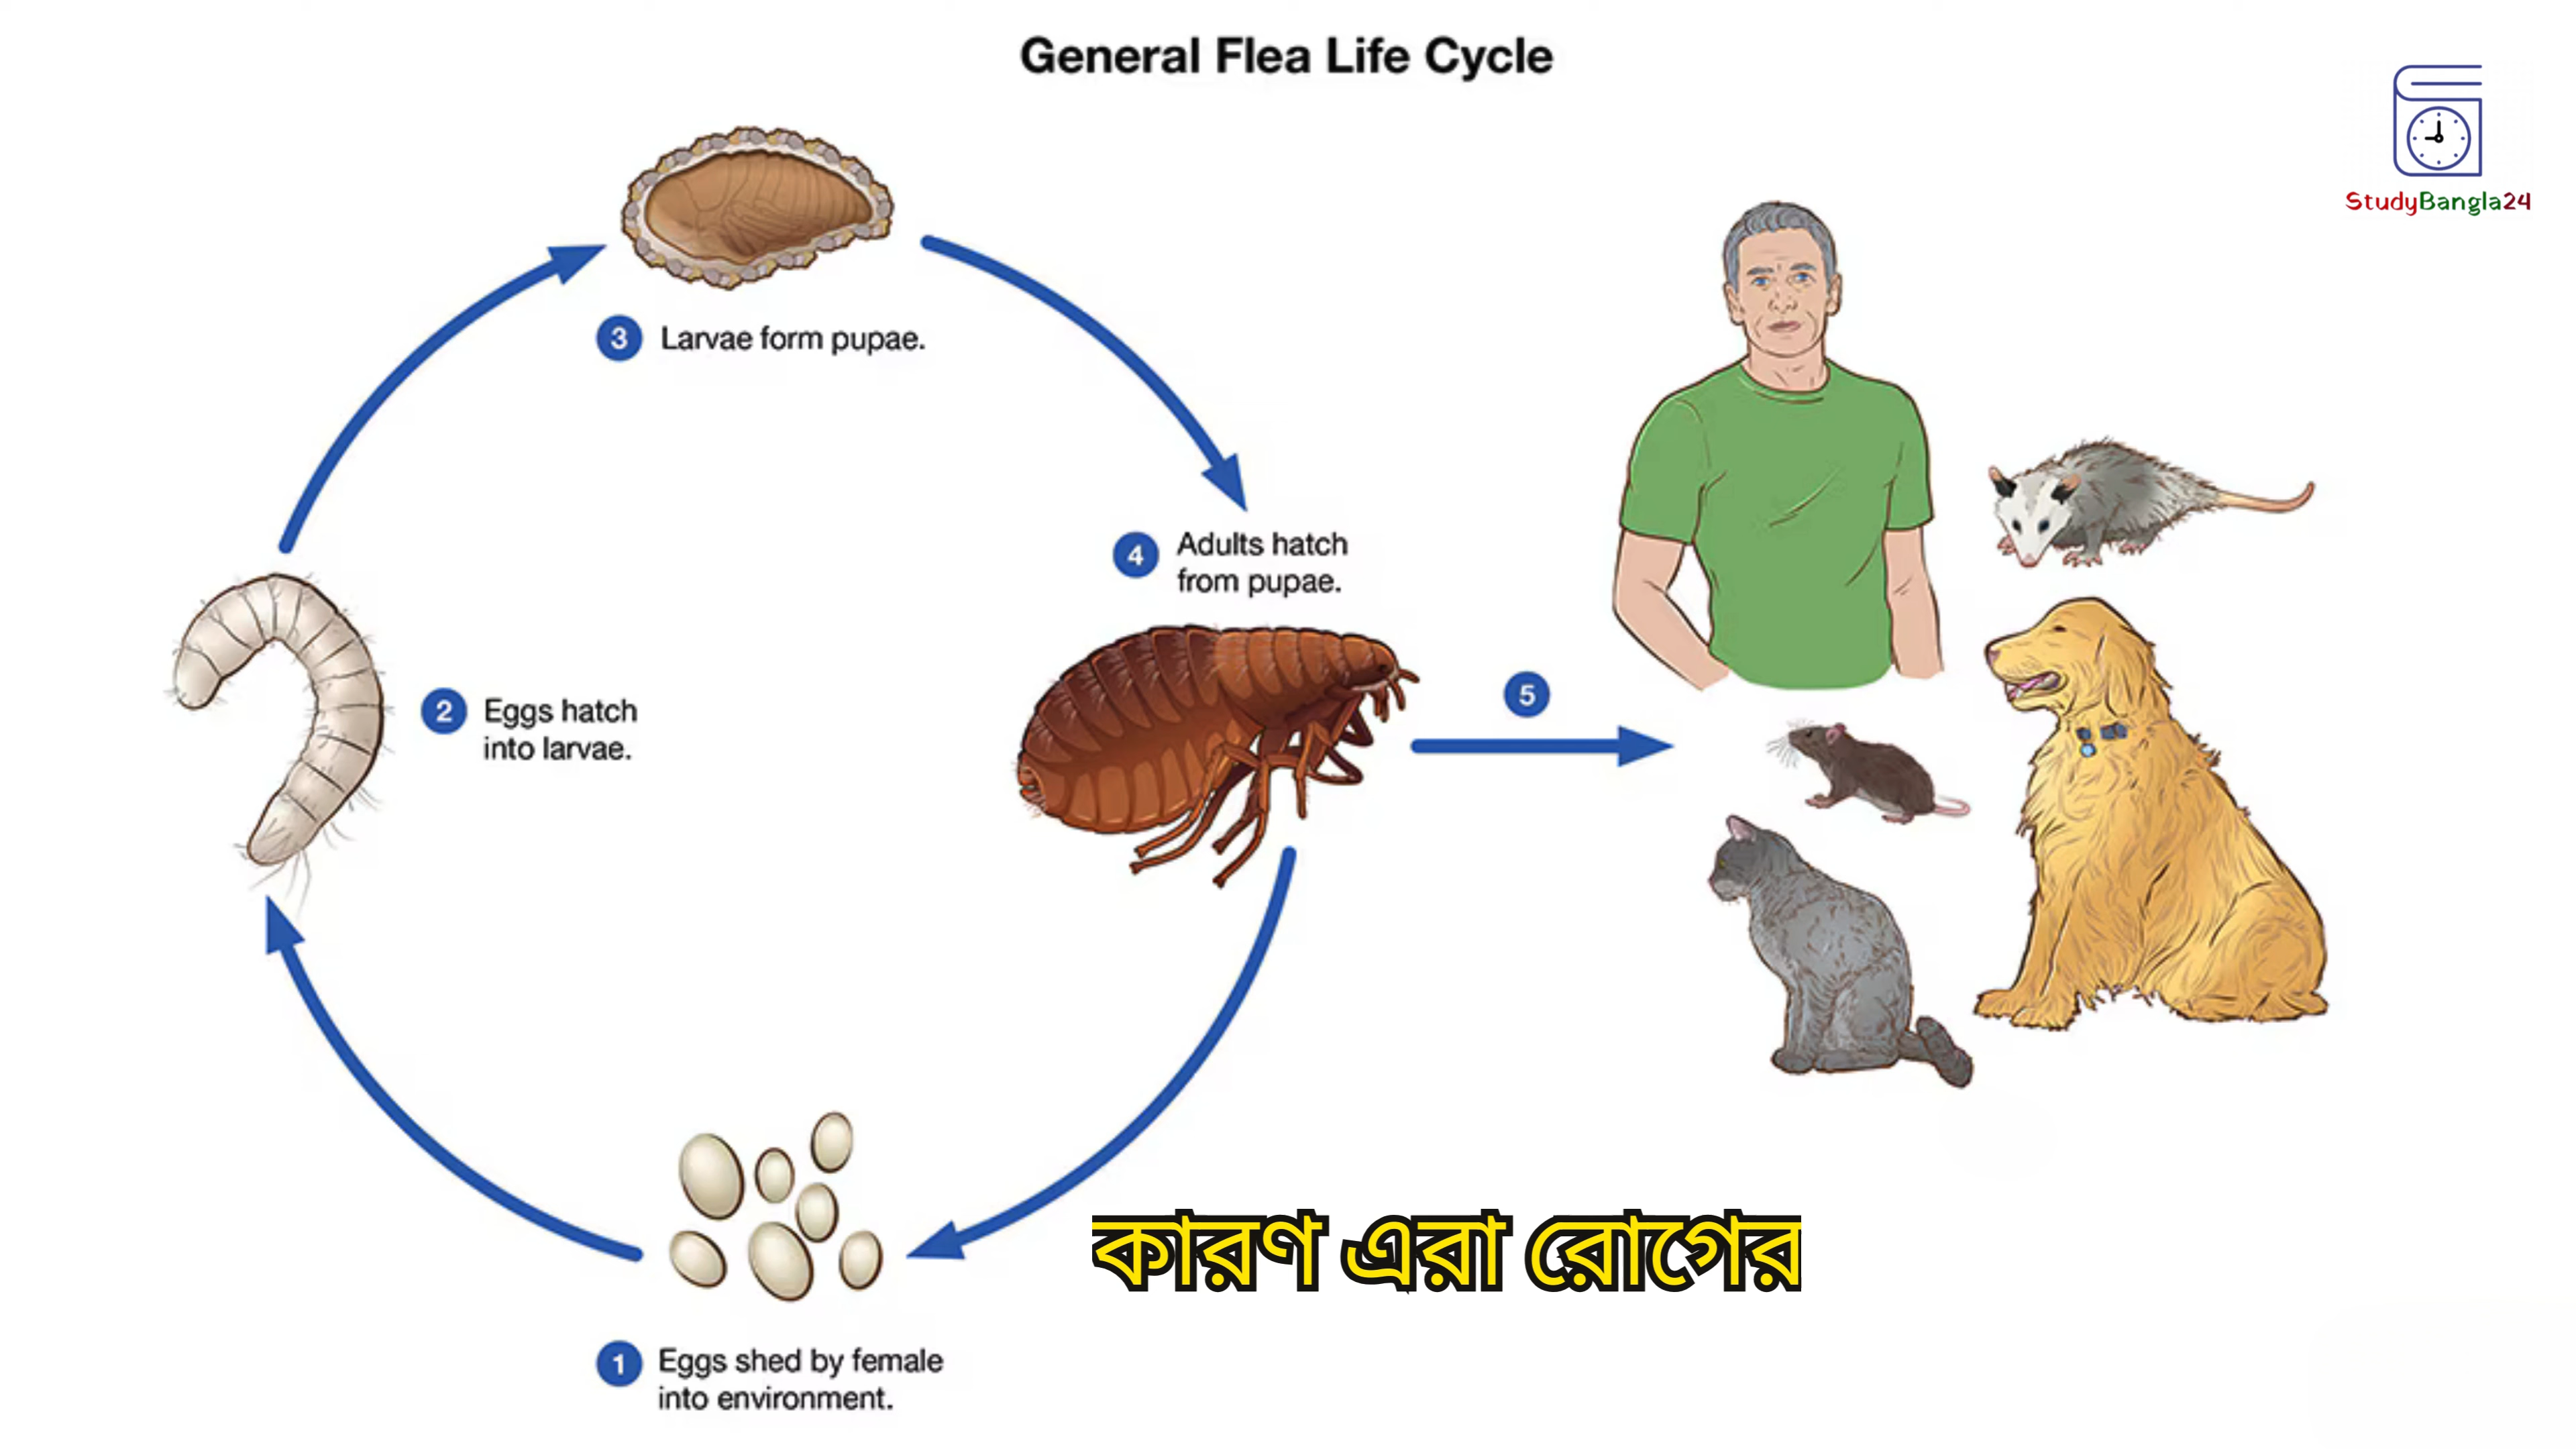 General Flea Life Cycle
StudyBangla24
3 Larvae form pupae.
4 Adults hatch
from pupae.
5
2 Eggs hatch
into larvae.
কারণ এরা রোগের
1 Eggs shed by female
into environment.